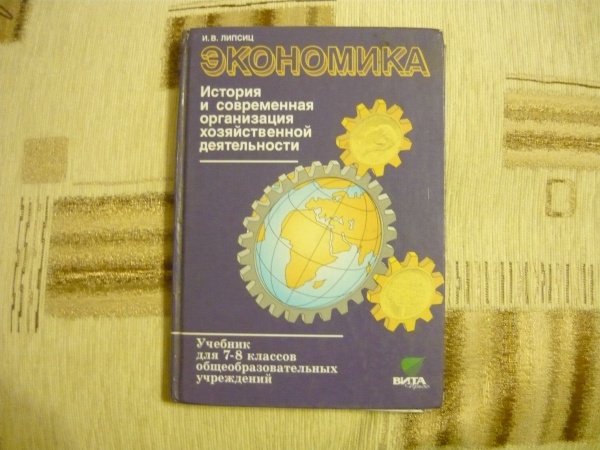 И. В. ЛИПСИЦ
ЭКОНОМИКА
История
и современная
организация
хозяйственной
деятельности
Учебник
для 7-8 классов
общеобразовательных
учреждений
ВИТА